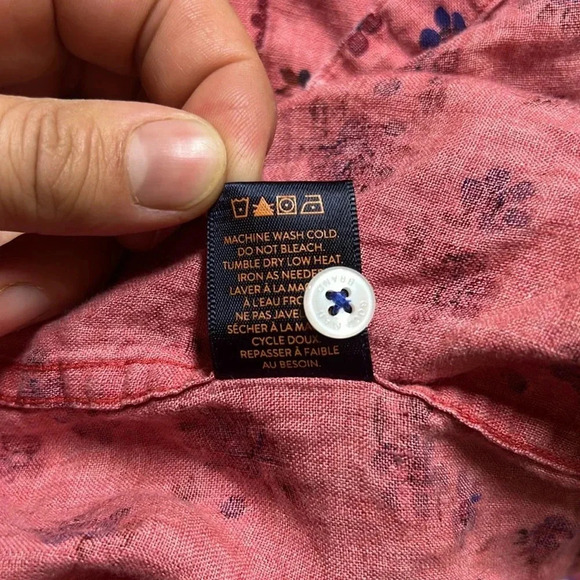 MACHINE WASH COLD
DO NOT BLEACH.
TUMBLE DRY LOW HEAT.
IRON AS NEEDED
LAVER À LA
À L'EAU
NE PAS
SÉCHER À LA
CYCLE DOUX
REPASSER À FAIBLE
AU BESOIN.